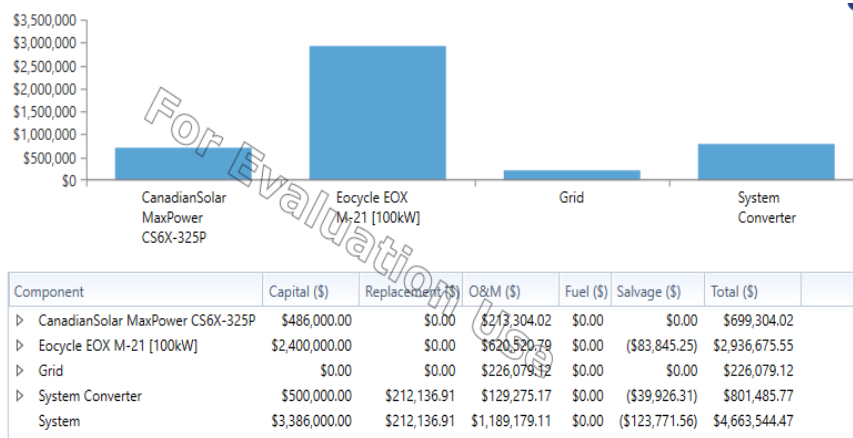 $3,500,000
$3,000,000
$2,500,000
$2,000,000
$1,500,000
$1,000,000
$500,000
$0
CanadianSolar
MaxPower
CS6X-325P
Eocycle EOX
M-21 [100kW]
Grid
System
Converter
For Evaluation Use
Component Capital ($) Replacement ($) O&M ($) Fuel ($) Salvage ($) Total ($)
CanadianSolar MaxPower CS6X-325P $486,000.00 $0.00 $213,304.02 $0.00 $0.00 $699,304.02
Eocycle EOX M-21 [100kW] $2,400,000.00 $0.00 $620,520.79 $0.00 ($83,845.25) $2,936,675.55
Grid $0.00 $0.00 $226,079.12 $0.00 $0.00 $226,079.12
System Converter $500,000.00 $212,136.91 $129,275.17 $0.00 ($39,926.31) $801,485.77
System $3,386,000.00 $212,136.91 $1,189,179.11 $0.00 ($123,771.56) $4,663,544.47